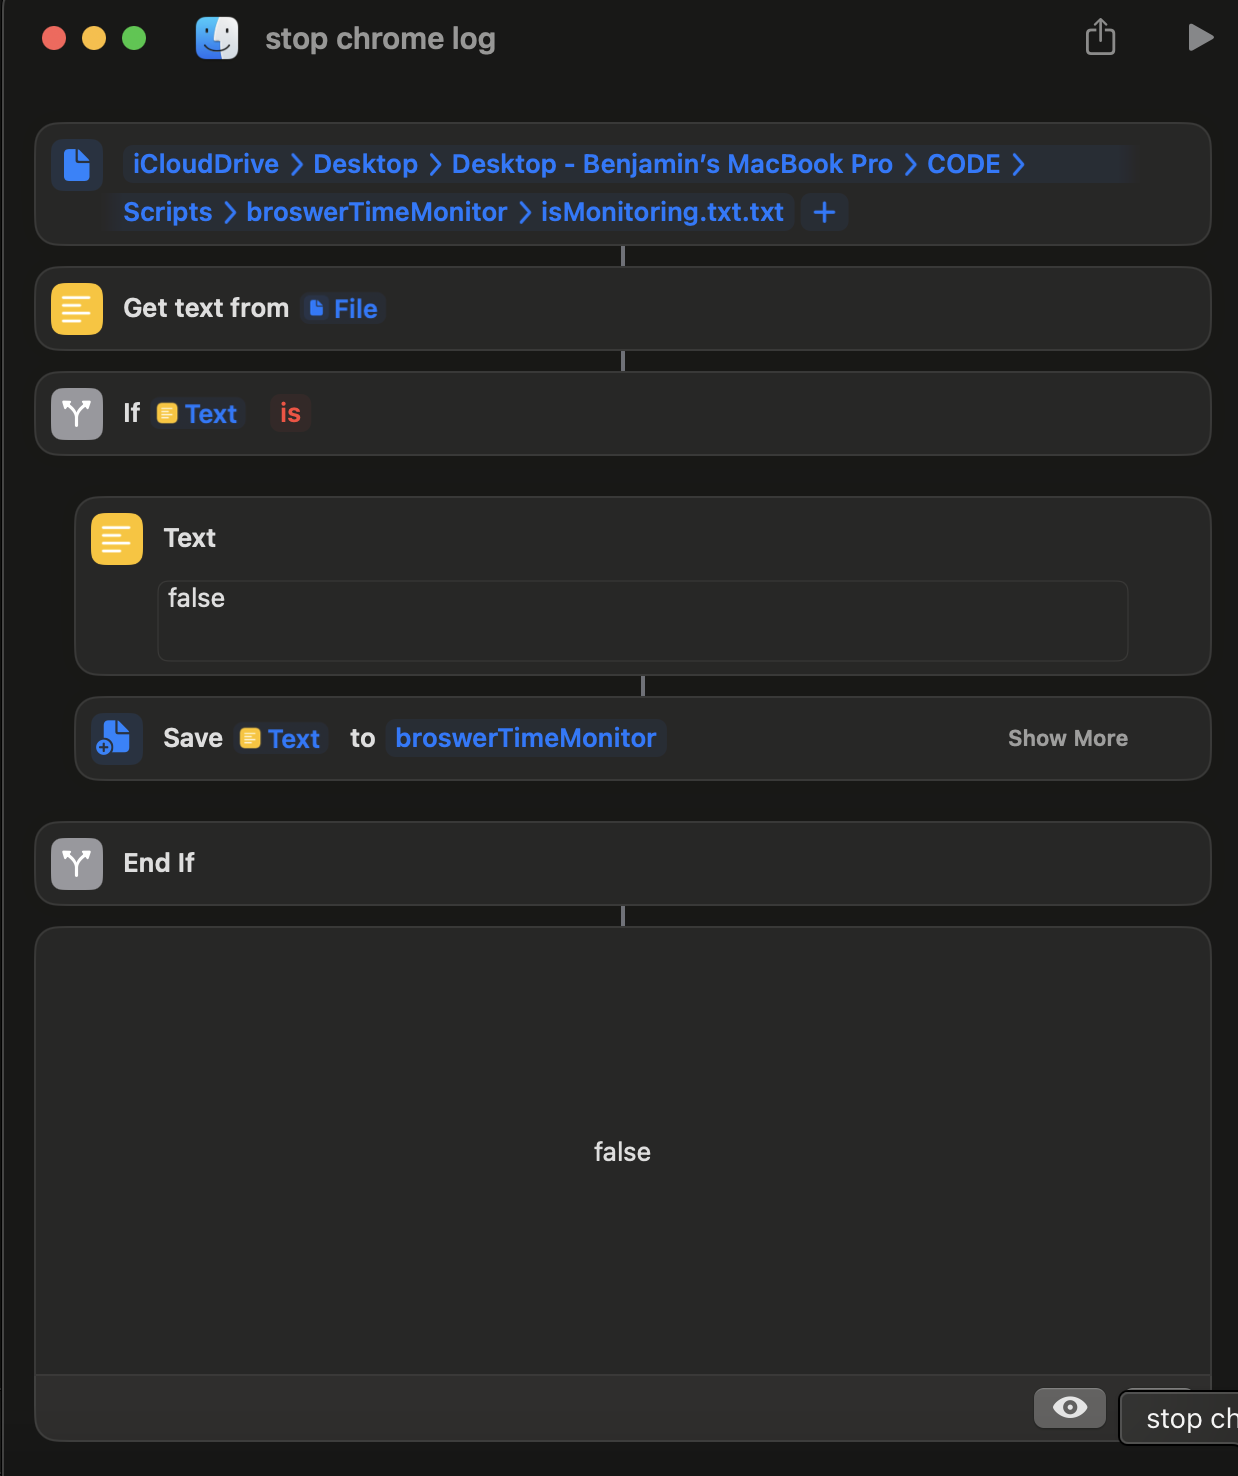 stop chrome log
iCloudDrive > Desktop > Desktop - Benjamin’s MacBook Pro > CODE >
Scripts > broswerTimeMonitor > isMonitoring.txt.txt +
Get text from File
If Text is
Text
false
Save Text to broswerTimeMonitor Show More
End If
false
stop ch